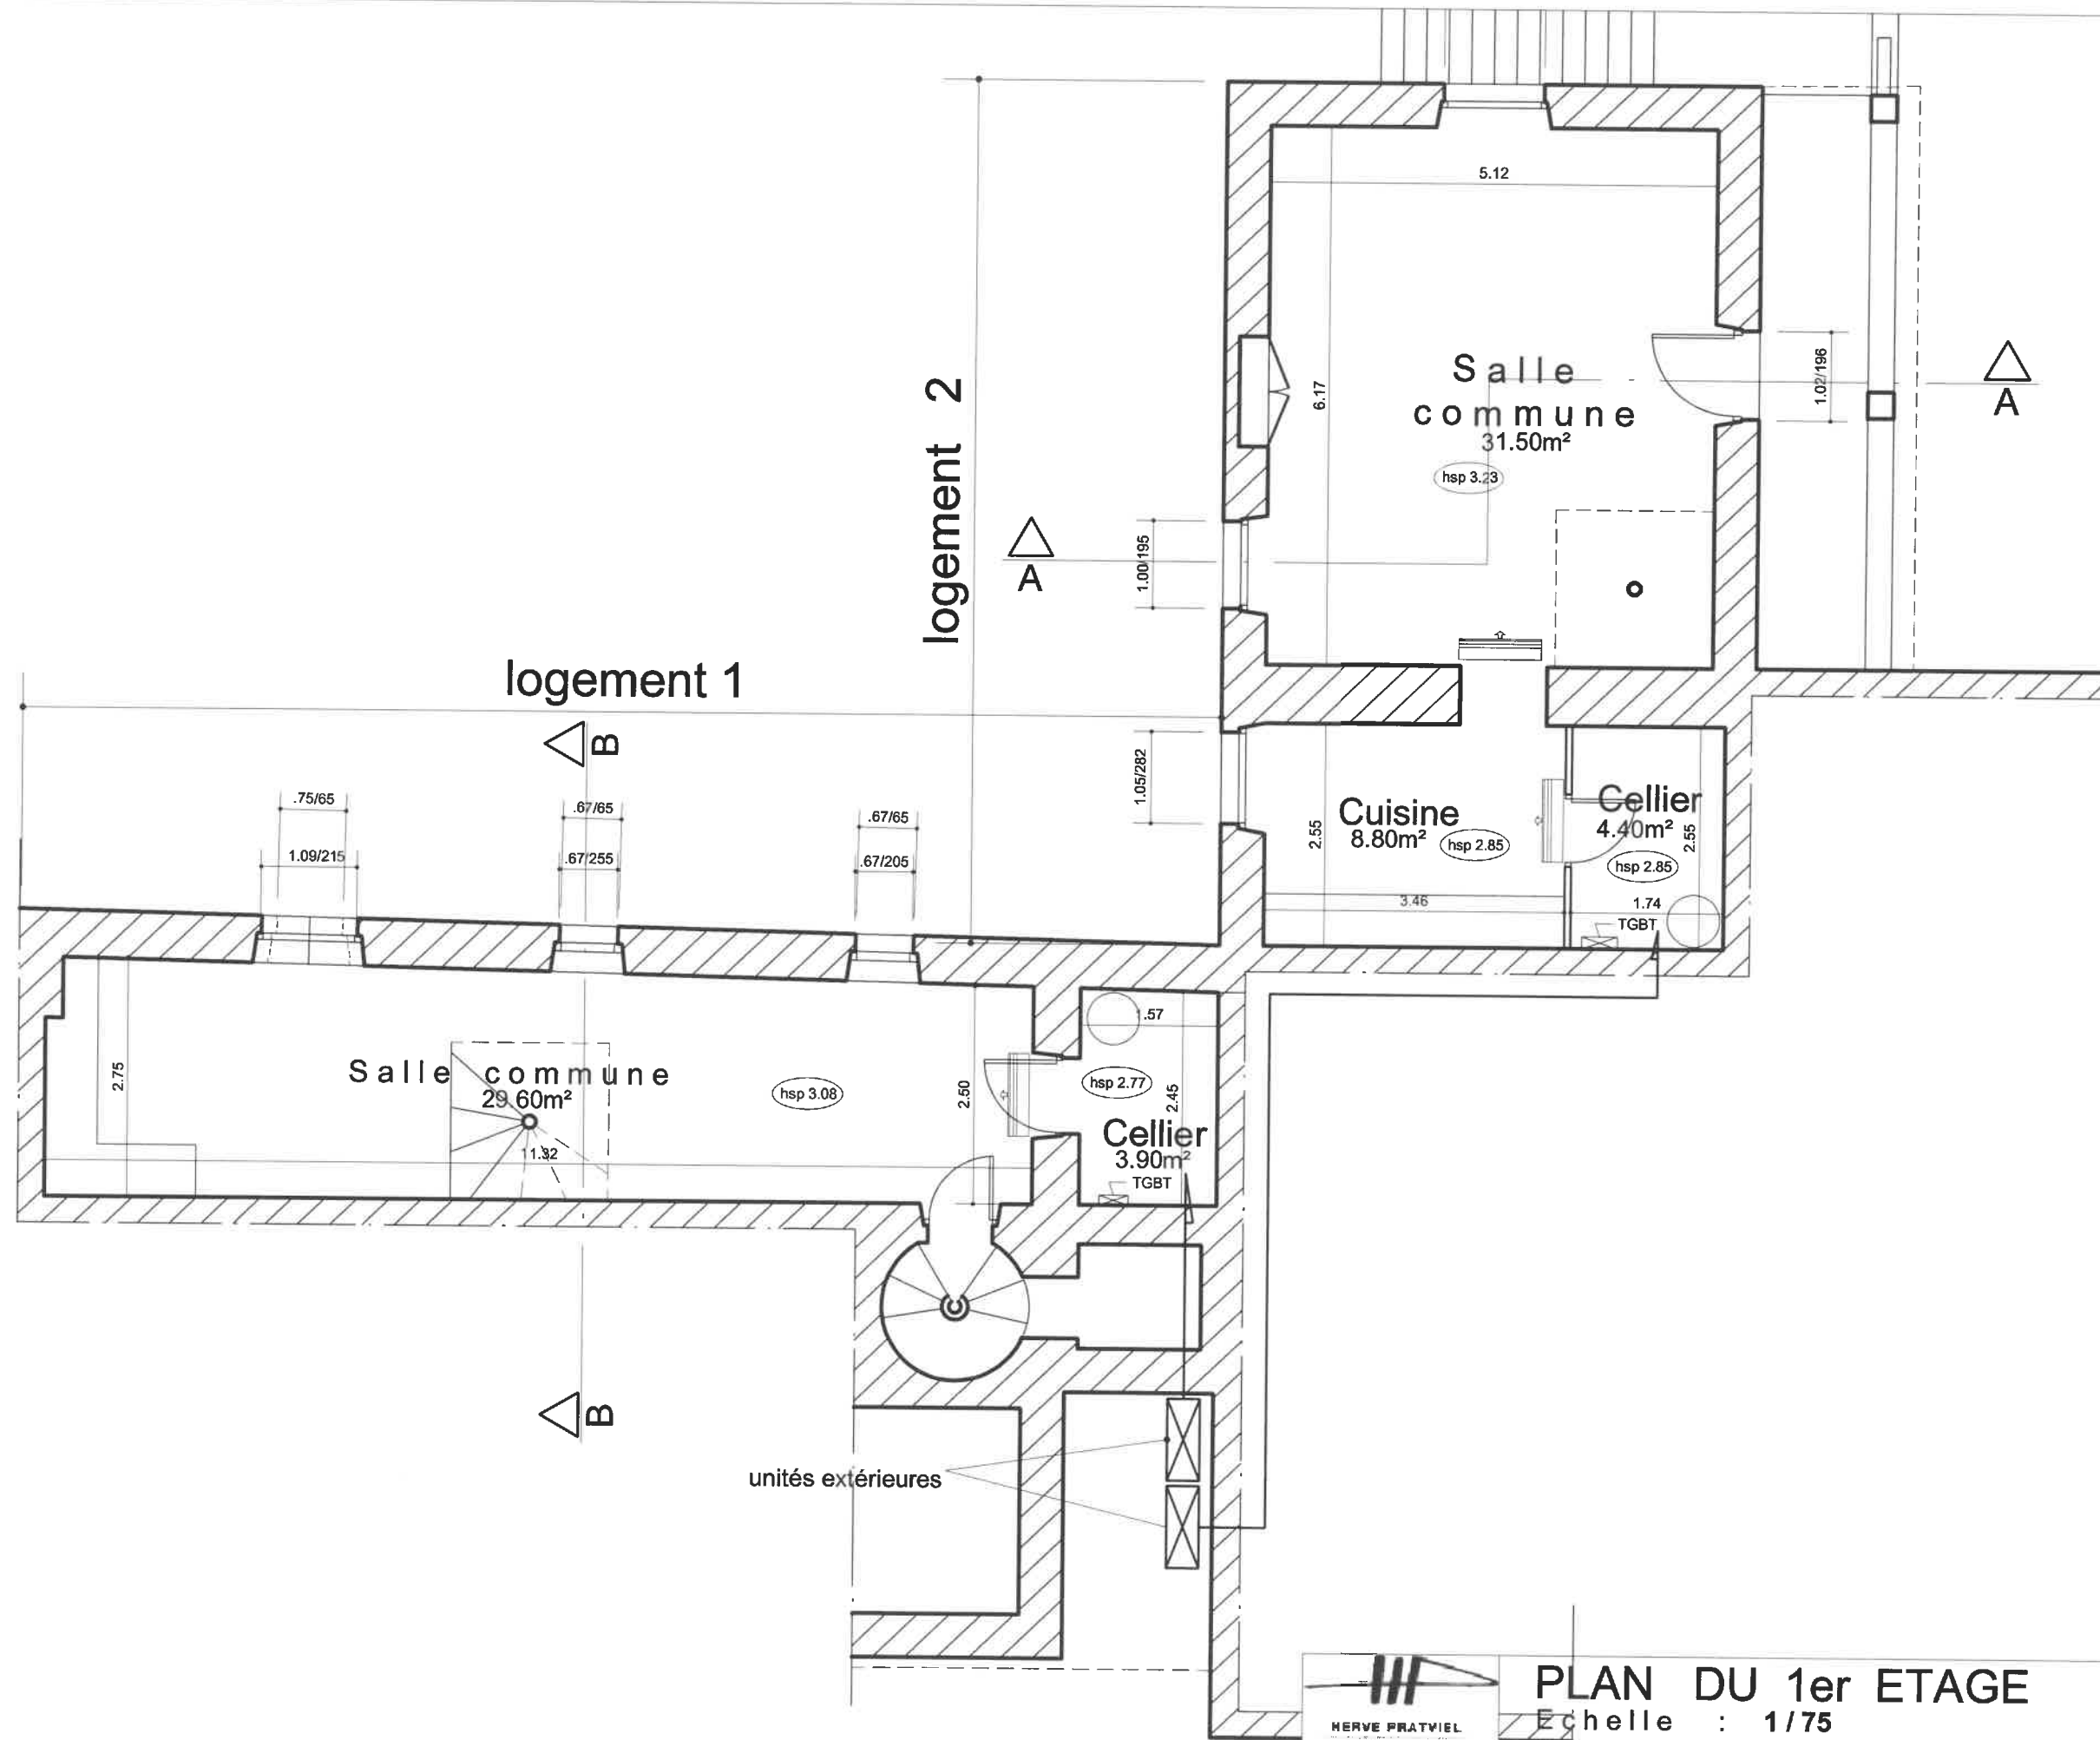 5.12
6.17
Salle
commune
31.50m²
hsp 3.23
1.02/196
A
logement 2
A
1.00/195
logement 1
B
1.05/282
.75/65
1.09/215
.67/65
.67/255
.67/65
.67/205
2.55
Cuisine
8.80m²
hsp 2.85
3.46
Cellier
4.40m²
hsp 2.85
2.55
1.74
TGBT
2.75
Salle commune
29.60m²
11.32
hsp 3.08
2.50
1.57
hsp 2.77
2.45
Cellier
3.90m²
TGBT
B
unités extérieures
HERVE PRATVIEL
PLAN DU 1er ETAGE
Echelle : 1/75